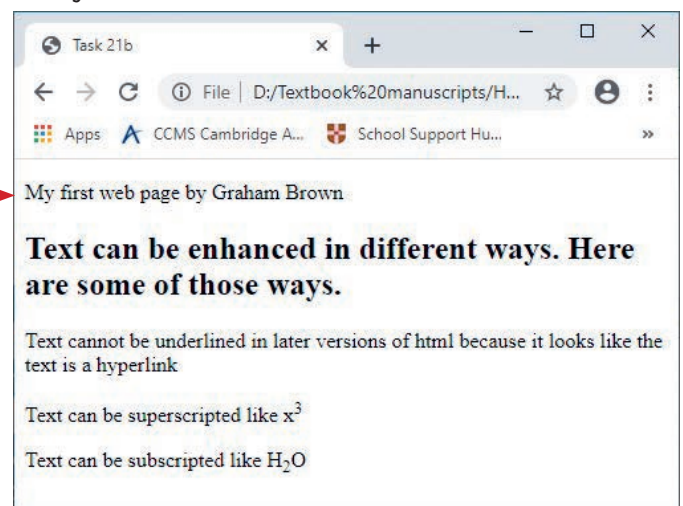 Task 21b
File | D:/Textbook%20manuscripts/H...
Apps CCMS Cambridge A... School Support Hu...
My first web page by Graham Brown
Text can be enhanced in different ways. Here
are some of those ways.
Text cannot be underlined in later versions of html because it looks like the
text is a hyperlink
Text can be superscripted like x³
Text can be subscripted like H₂O